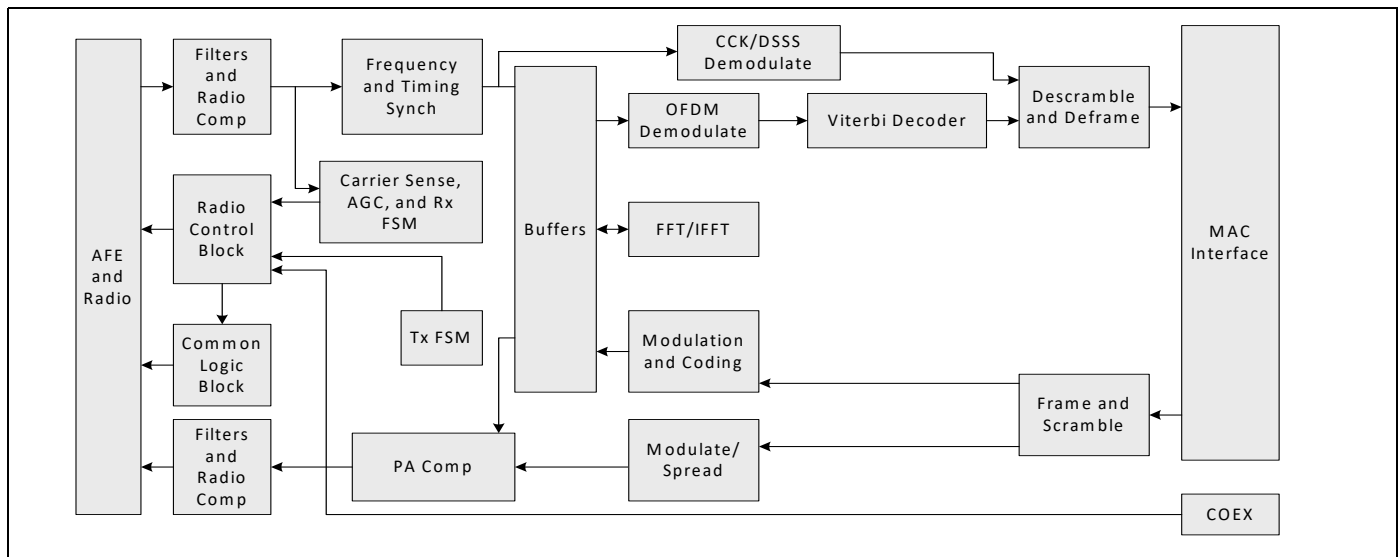 Filters
and
Radio
Comp
Frequency
and Timing
Synch
CCK/DSSS
Demodulate
OFDM
Demodulate
Viterbi Decoder
Descramble
and Deframe
Carrier Sense,
AGC, and Rx
FSM
Radio
Control
Block
Buffers
FFT/IFFT
MAC
Interface
AFE
and
Radio
Tx FSM
Common
Logic
Block
Modulation
and Coding
Frame and
Scramble
Filters
and
Radio
Comp
PA Comp
Modulate/
Spread
COEX